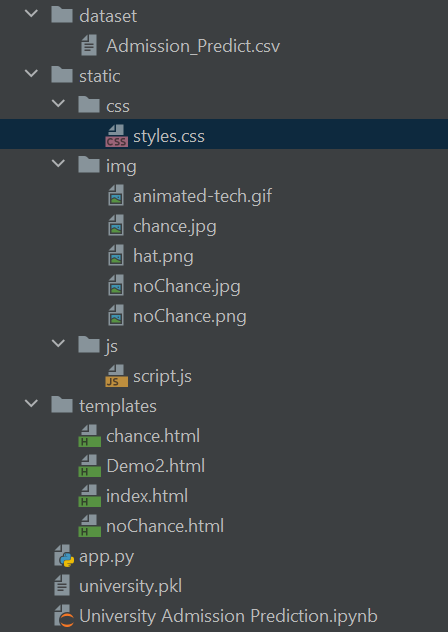 dataset
Admission_Predict.csv
static
css
CSS styles.css
img
animated-tech.gif
chance.jpg
hat.png
noChance.jpg
noChance.png
js
JS script.js
templates
H chance.html
H Demo2.html
H index.html
H noChance.html
app.py
university.pkl
University Admission Prediction.ipynb